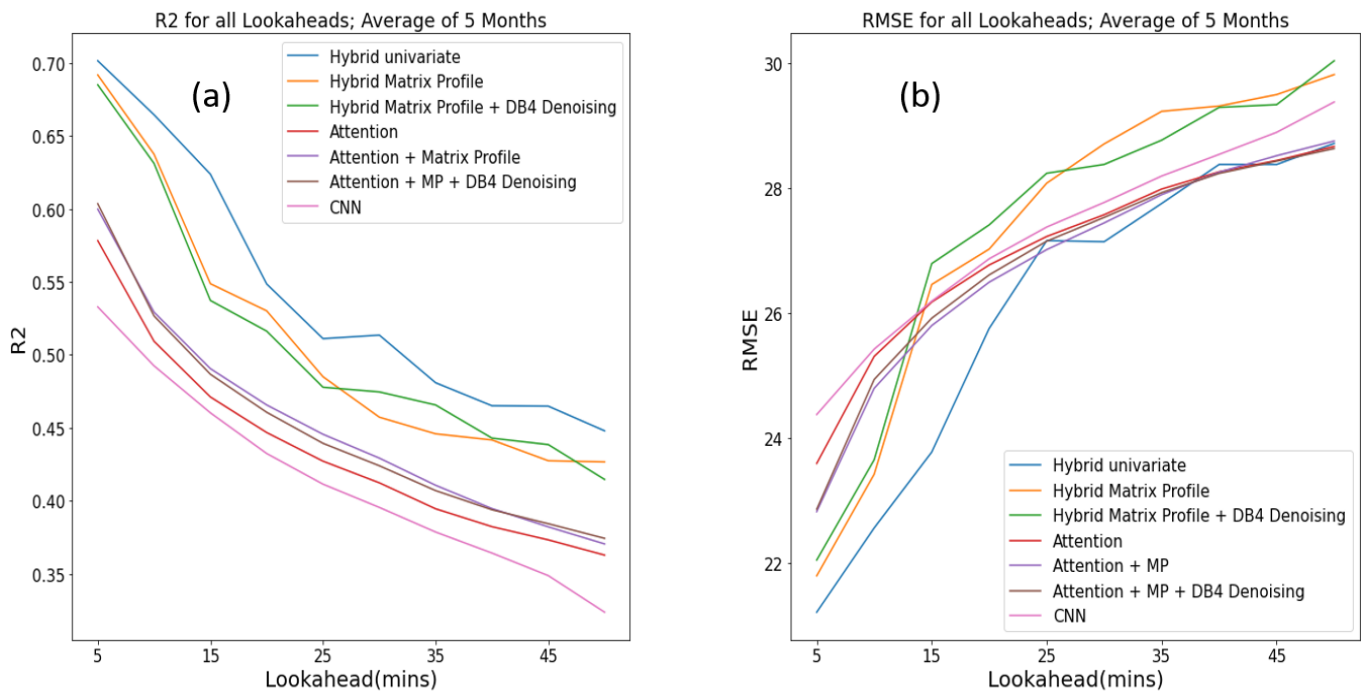 R2 for all Lookaheads; Average of 5 Months
(a)
Hybrid univariate
Hybrid Matrix Profile
Hybrid Matrix Profile + DB4 Denoising
Attention
Attention + Matrix Profile
Attention + MP + DB4 Denoising
CNN
R2
0.70
0.65
0.60
0.55
0.50
0.45
0.40
0.35
5
15
25
35
45
Lookahead(mins)
RMSE for all Lookaheads; Average of 5 Months
(b)
RMSE
30
28
26
24
22
Hybrid univariate
Hybrid Matrix Profile
Hybrid Matrix Profile + DB4 Denoising
Attention
Attention + MP
Attention + MP + DB4 Denoising
CNN
5
15
25
35
45
Lookahead(mins)